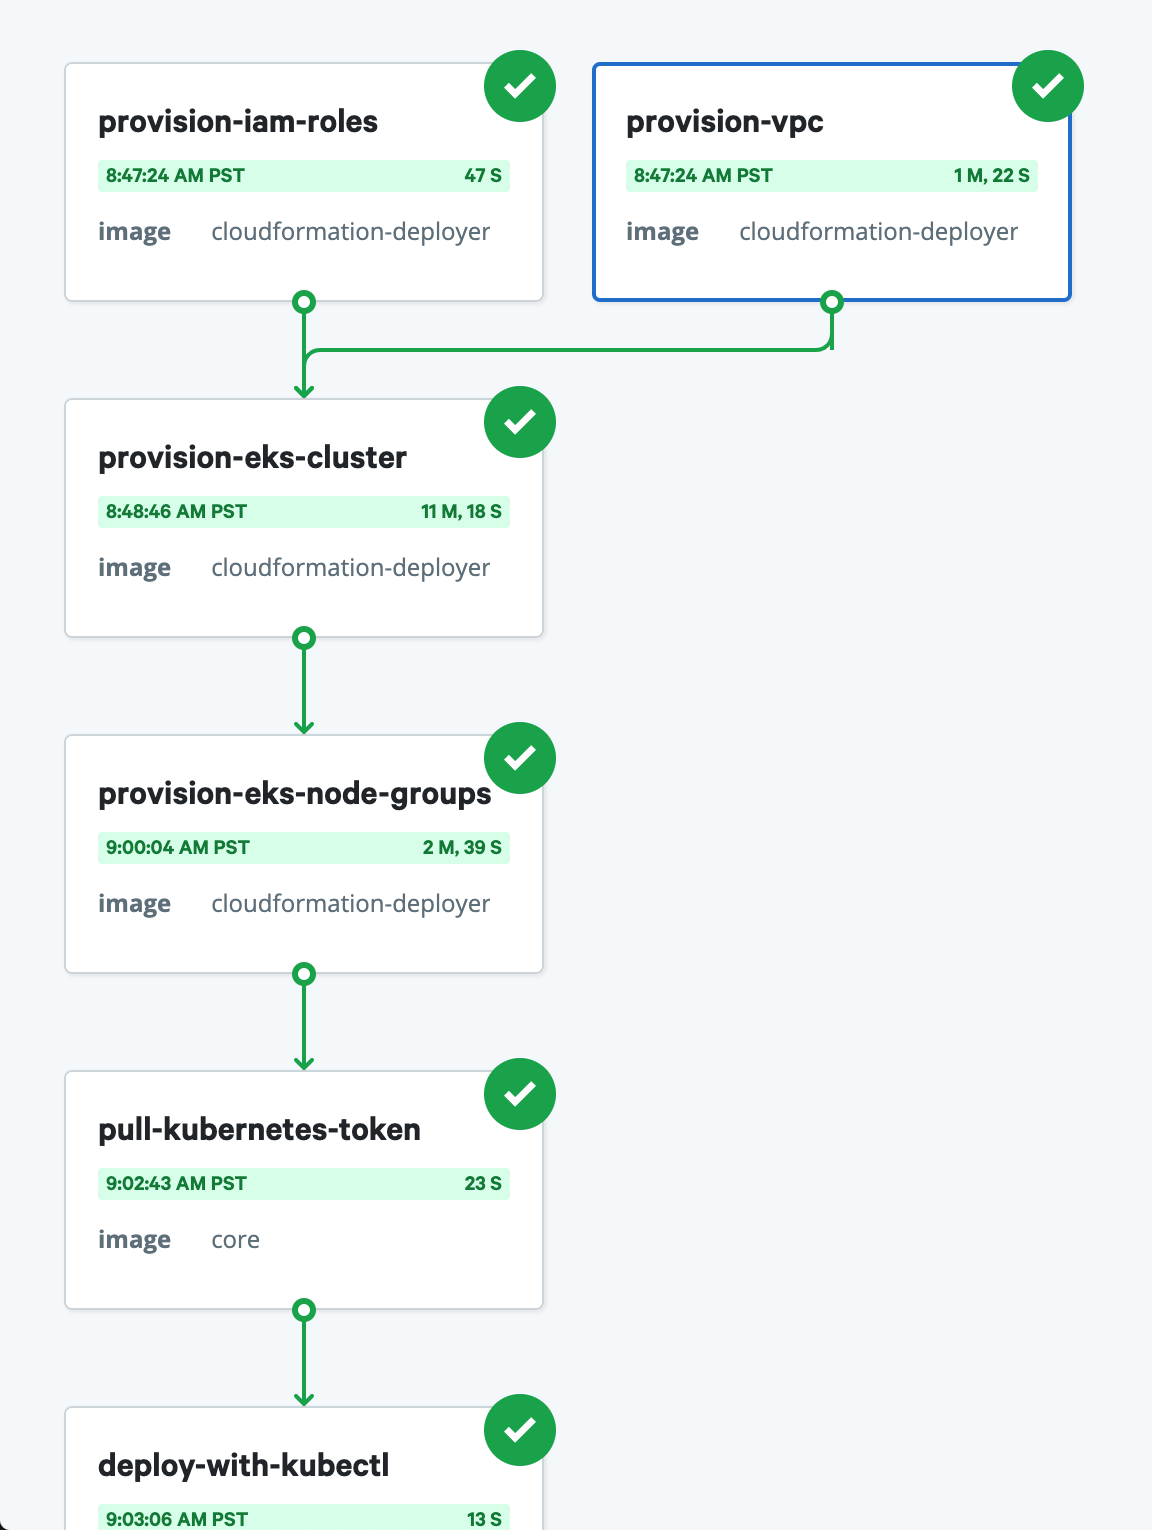 provision-iam-roles
8:47:24 AM PST 47 S
image cloudformation-deployer
provision-vpc
8:47:24 AM PST 1 M, 22 S
image cloudformation-deployer
provision-eks-cluster
8:48:46 AM PST 11 M, 18 S
image cloudformation-deployer
provision-eks-node-groups
9:00:04 AM PST 2 M, 39 S
image cloudformation-deployer
pull-kubernetes-token
9:02:43 AM PST 23 S
image core
deploy-with-kubectl
9:03:06 AM PST 13 S